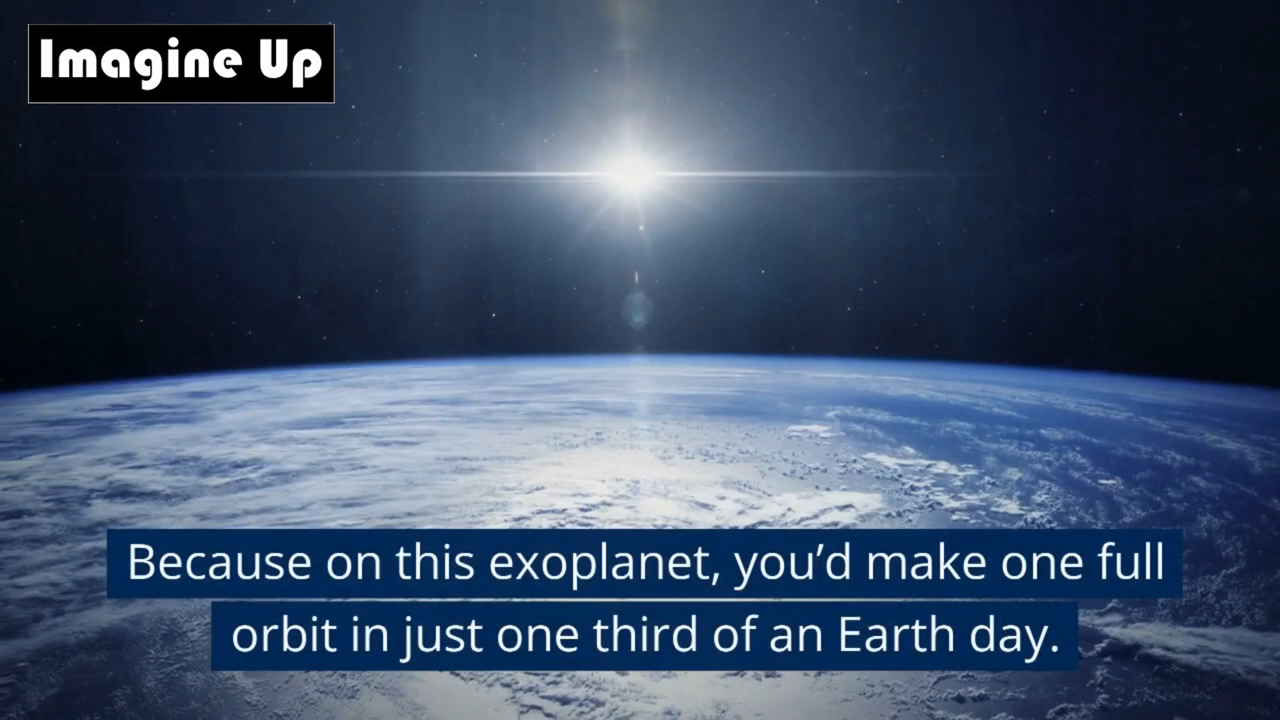 Imagine Up
Because on this exoplanet, you’d make one full
orbit in just one third of an Earth day.